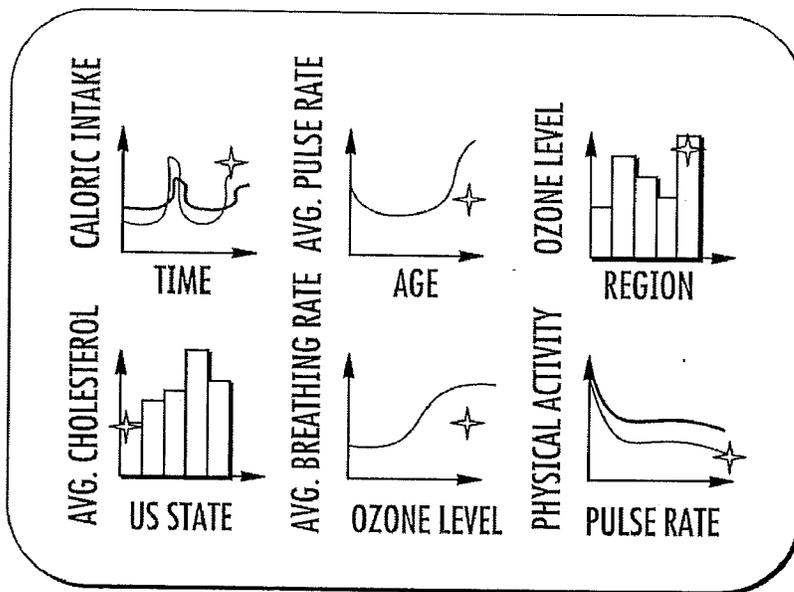 CALORIC INTAKE
TIME
AVG. PULSE RATE
AGE
OZONE LEVEL
REGION
AVG. CHOLESTEROL
US STATE
AVG. BREATHING RATE
OZONE LEVEL
PHYSICAL ACTIVITY
PULSE RATE